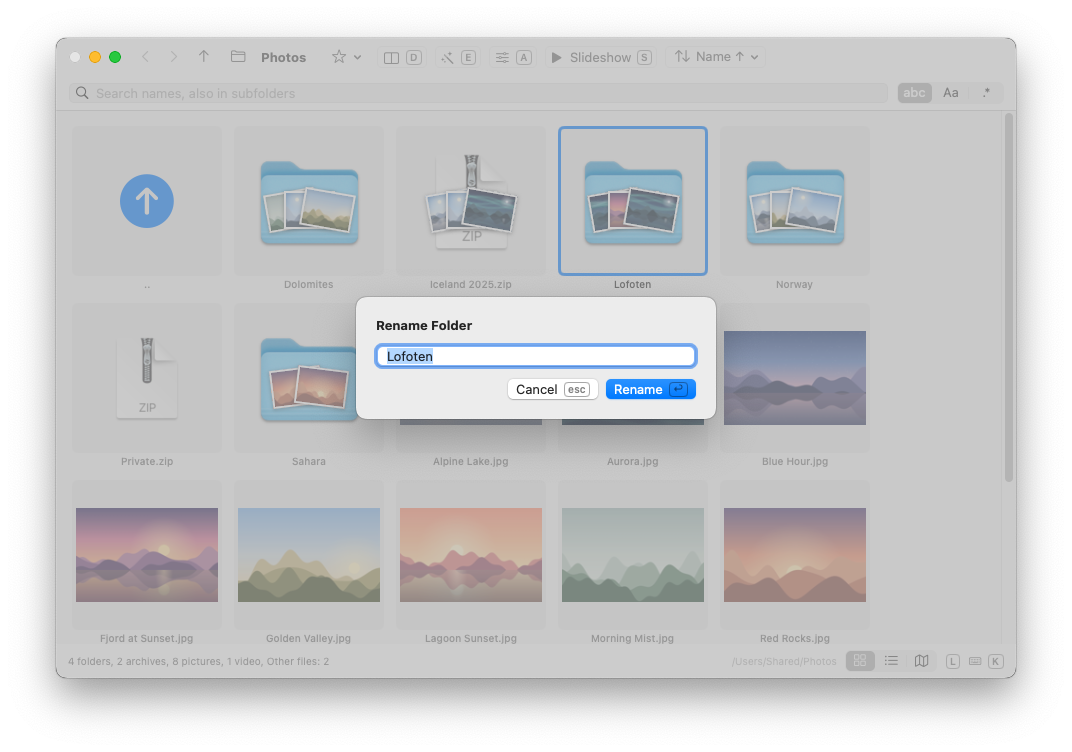 Photos
D
E
A
Slideshow S
Name
Search names, also in subfolders
abc
Aa
.*
..
Dolomites
ZIP
Iceland 2025.zip
Lofoten
Norway
Rename Folder
Lofoten
Cancel esc
Rename
ZIP
Private.zip
Sahara
Alpine Lake.jpg
Aurora.jpg
Blue Hour.jpg
Fjord at Sunset.jpg
Golden Valley.jpg
Lagoon Sunset.jpg
Morning Mist.jpg
Red Rocks.jpg
4 folders, 2 archives, 8 pictures, 1 video, Other files: 2
/Users/Shared/Photos
L
K